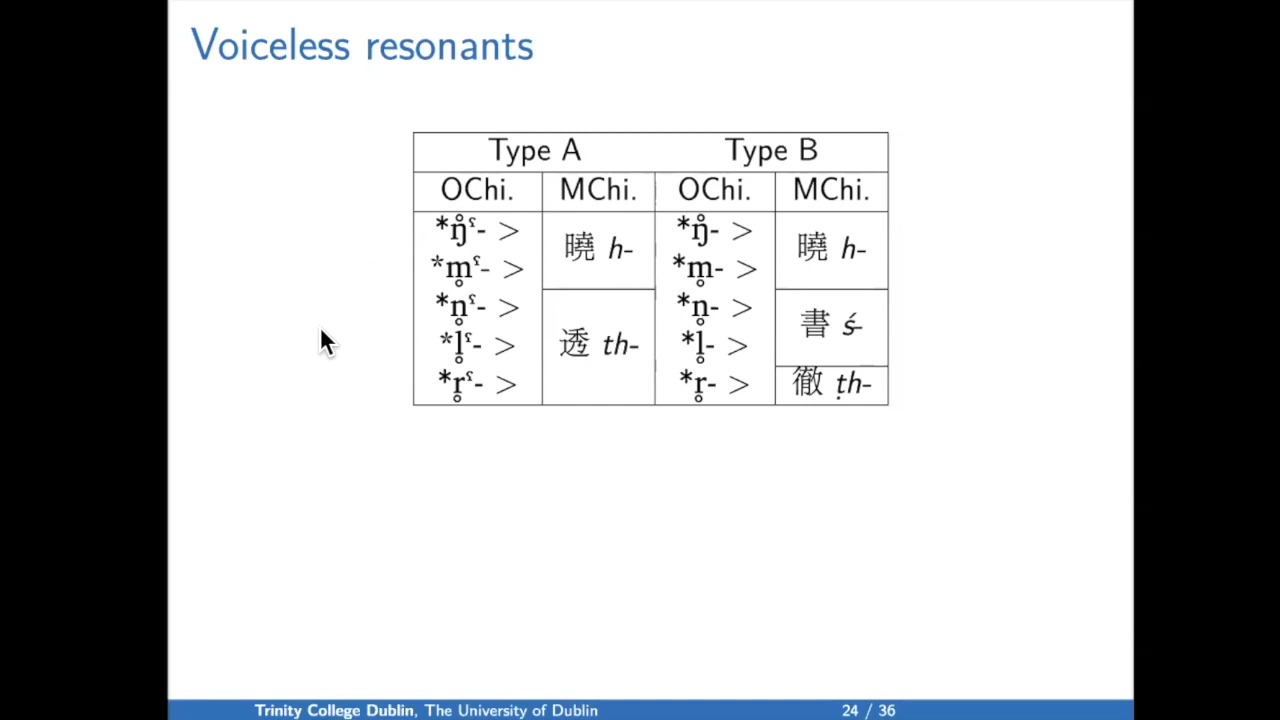 Voiceless resonants
Type A Type B
OChi. MChi. OChi. MChi.
*ŋ̊ˤ- > 曉 h- *ŋ̊- > 曉 h-
*m̥ˤ- > *m̥- >
*n̥ˤ- > 透 th- *n̥- > 書 ś-
*l̥ˤ- > *l̥- >
*r̥ˤ- > *r̥- > 徹 ṭh-
Trinity College Dublin, The University of Dublin 24 / 36